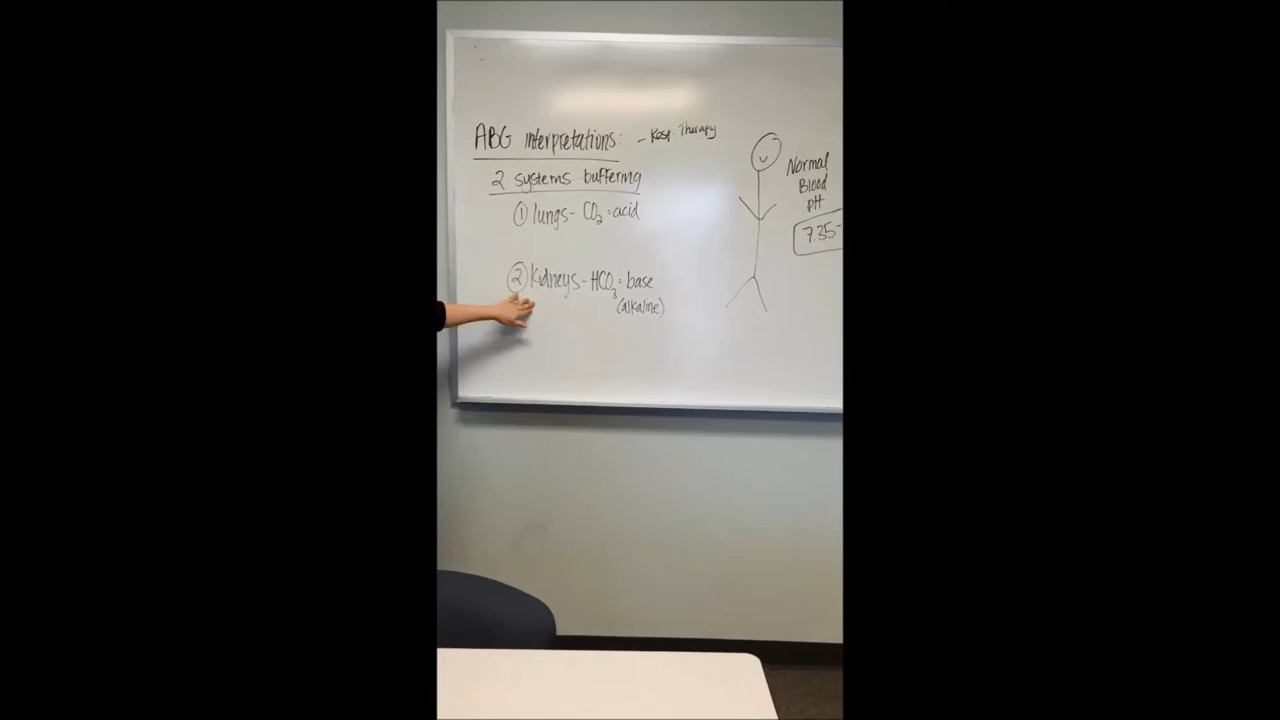 ABG interpretations: - Resp. Therapy
2 systems buffering
① lungs - CO₂ = acid
② Kidneys - HCO₃ = base
(alkaline)
Normal
Blood
pH
7.35-